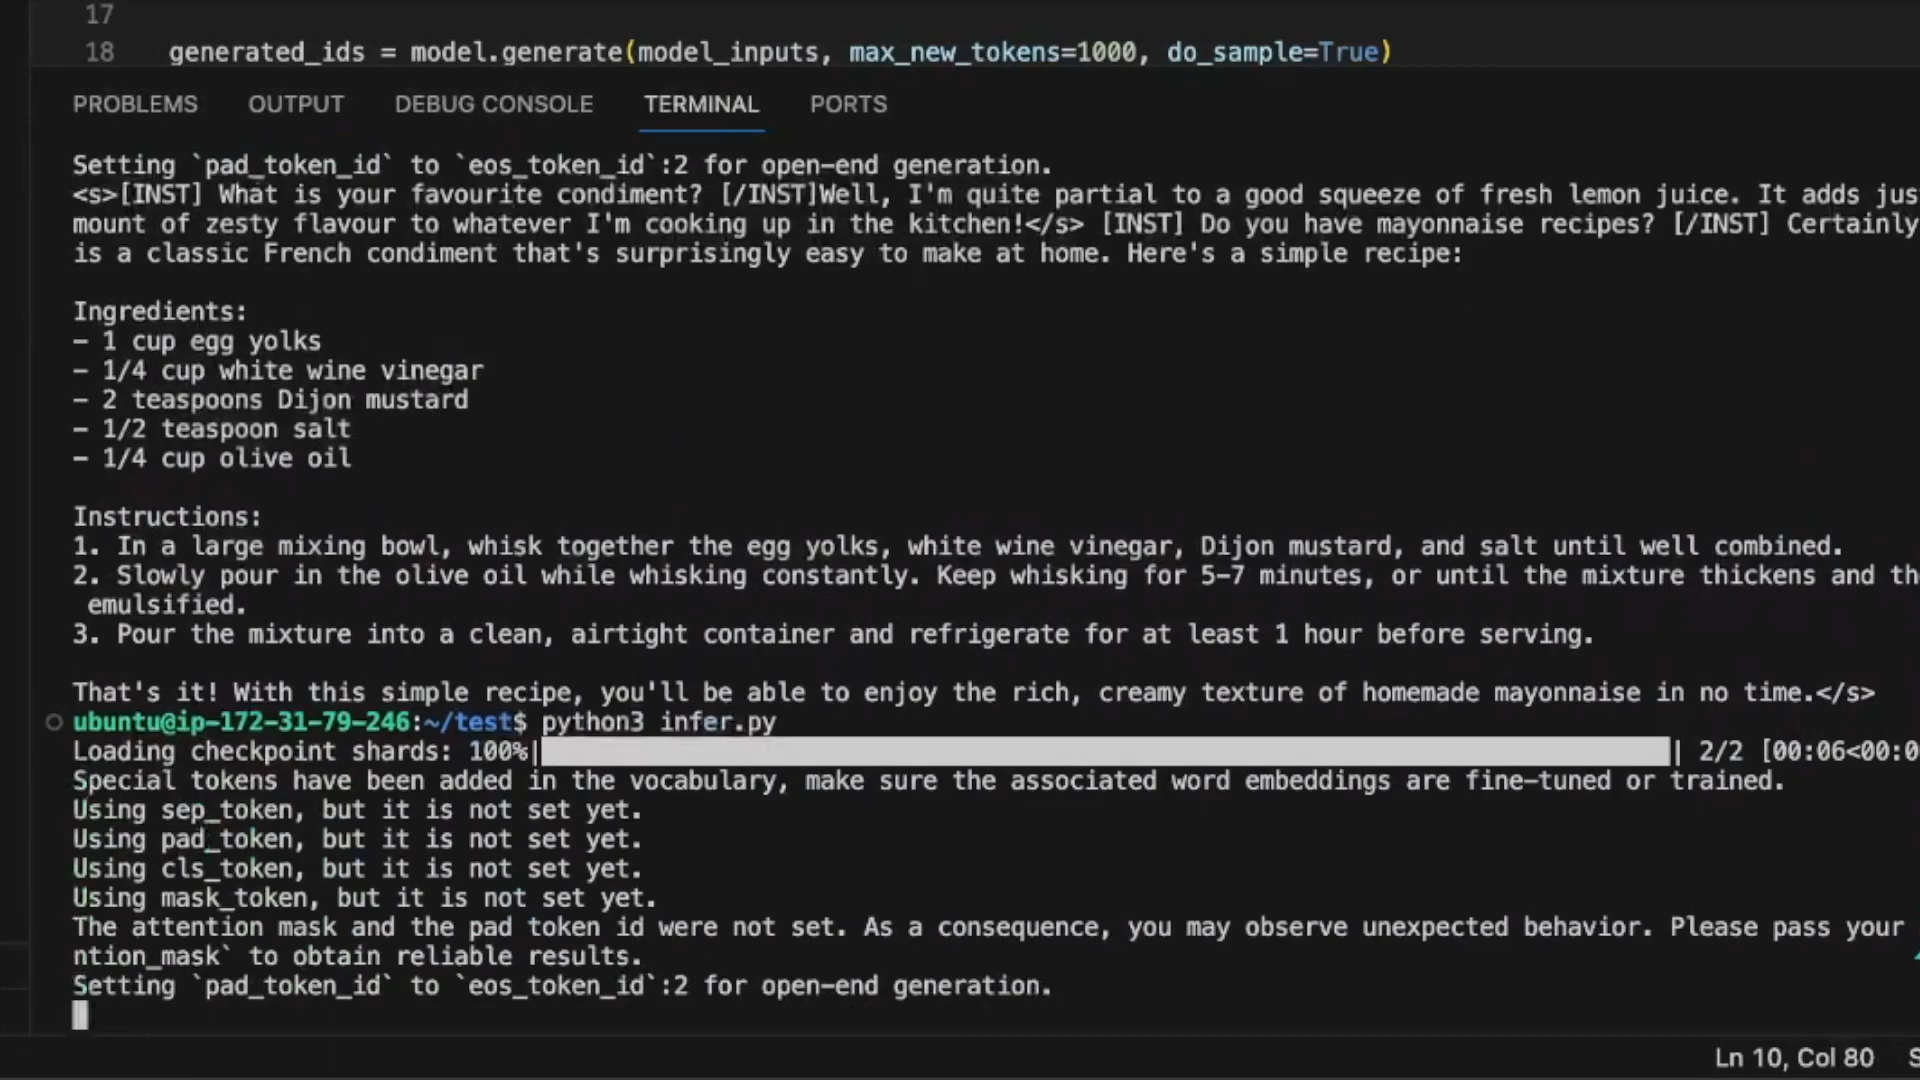 17
18 generated_ids = model.generate(model_inputs, max_new_tokens=1000, do_sample=True)
PROBLEMS OUTPUT DEBUG CONSOLE TERMINAL PORTS
Setting `pad_token_id` to `eos_token_id`:2 for open-end generation.
<s>[INST] What is your favourite condiment? [/INST]Well, I'm quite partial to a good squeeze of fresh lemon juice. It adds jus
mount of zesty flavour to whatever I'm cooking up in the kitchen!</s> [INST] Do you have mayonnaise recipes? [/INST] Certainly
is a classic French condiment that's surprisingly easy to make at home. Here's a simple recipe:
Ingredients:
- 1 cup egg yolks
- 1/4 cup white wine vinegar
- 2 teaspoons Dijon mustard
- 1/2 teaspoon salt
- 1/4 cup olive oil
Instructions:
1. In a large mixing bowl, whisk together the egg yolks, white wine vinegar, Dijon mustard, and salt until well combined.
2. Slowly pour in the olive oil while whisking constantly. Keep whisking for 5-7 minutes, or until the mixture thickens and th
emulsified.
3. Pour the mixture into a clean, airtight container and refrigerate for at least 1 hour before serving.
That's it! With this simple recipe, you'll be able to enjoy the rich, creamy texture of homemade mayonnaise in no time.</s>
ubuntu@ip-172-31-79-246:~/test$ python3 infer.py
Loading checkpoint shards: 100%| | 2/2 [00:06<00:0
Special tokens have been added in the vocabulary, make sure the associated word embeddings are fine-tuned or trained.
Using sep_token, but it is not set yet.
Using pad_token, but it is not set yet.
Using cls_token, but it is not set yet.
Using mask_token, but it is not set yet.
The attention mask and the pad token id were not set. As a consequence, you may observe unexpected behavior. Please pass your
ntion_mask` to obtain reliable results.
Setting `pad_token_id` to `eos_token_id`:2 for open-end generation.
Ln 10, Col 80 S